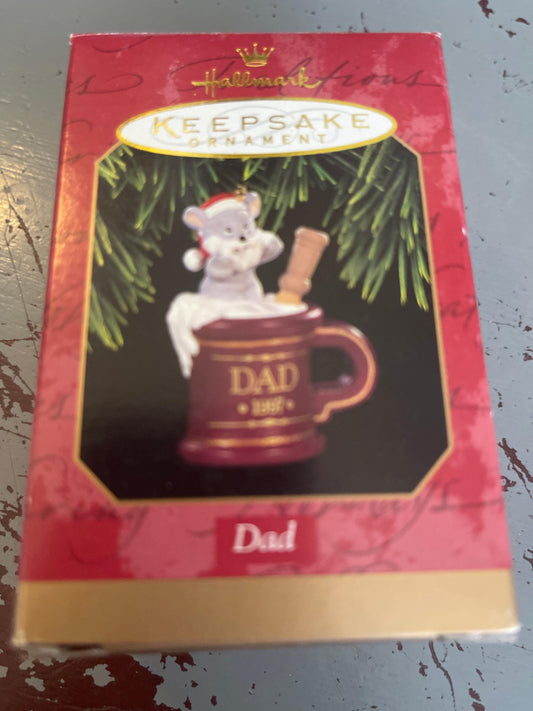 Hallmark
KEEPSAKE
ORNAMENT
DAD
• 1997 •
Dad